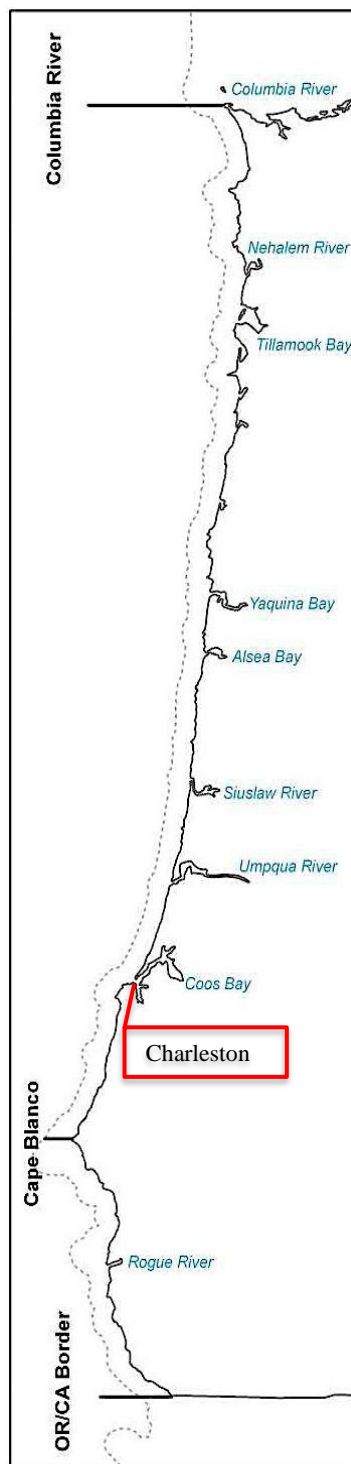 Columbia River
Columbia River
Nehalem River
Tillamook Bay
Yaquina Bay
Alsea Bay
Siuslaw River
Umpqua River
Coos Bay
Charleston
Cape Blanco
Rogue River
OR/CA Border